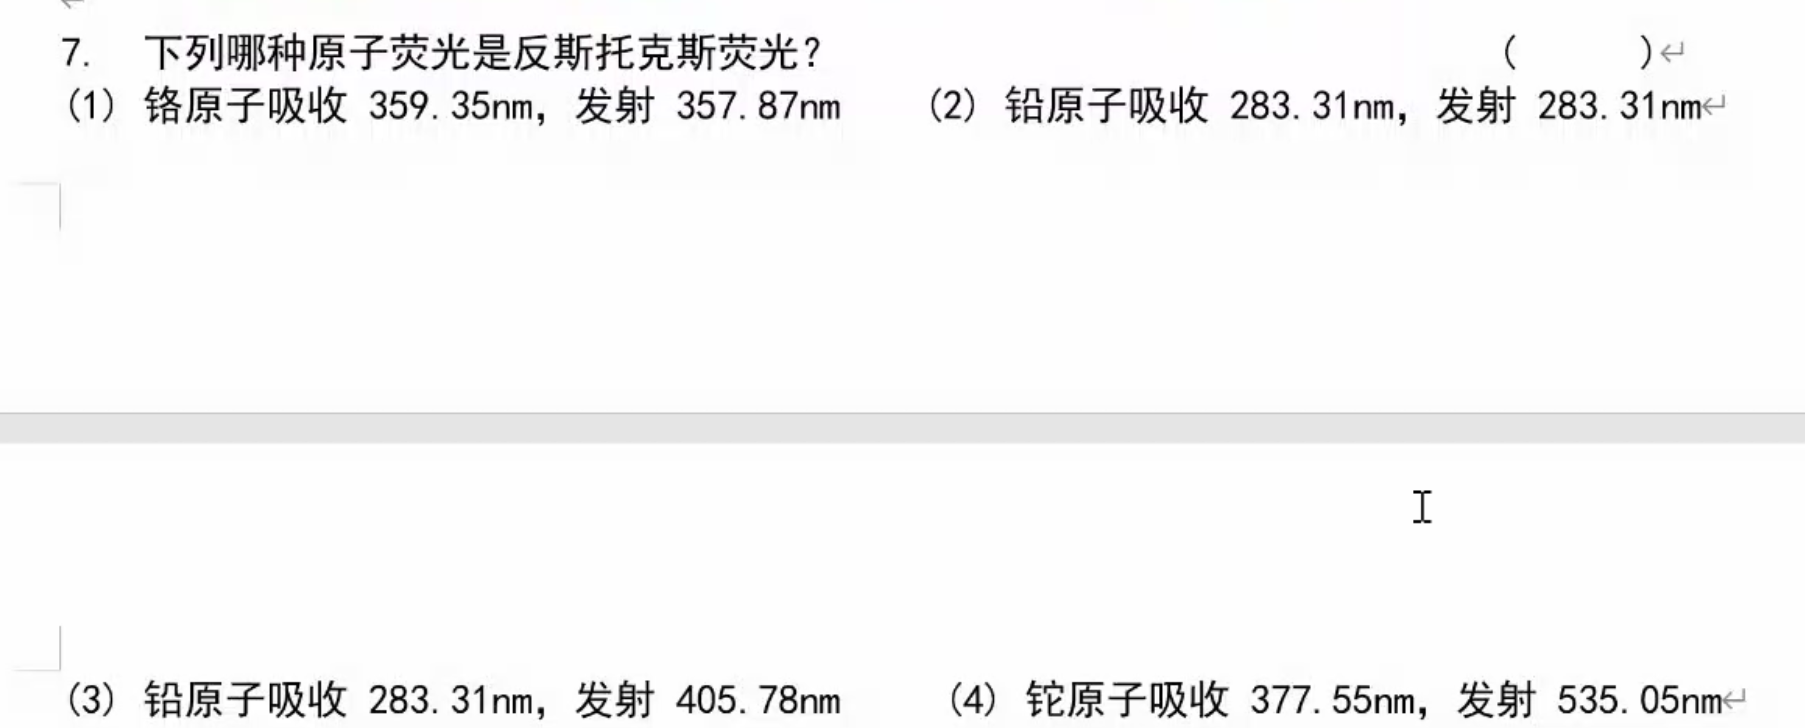 7. 下列哪种原子荧光是反斯托克斯荧光？ ( )↵
(1) 铬原子吸收 359.35nm，发射 357.87nm (2) 铅原子吸收 283.31nm，发射 283.31nm↵
(3) 铅原子吸收 283.31nm，发射 405.78nm (4) 铊原子吸收 377.55nm，发射 535.05nm↵